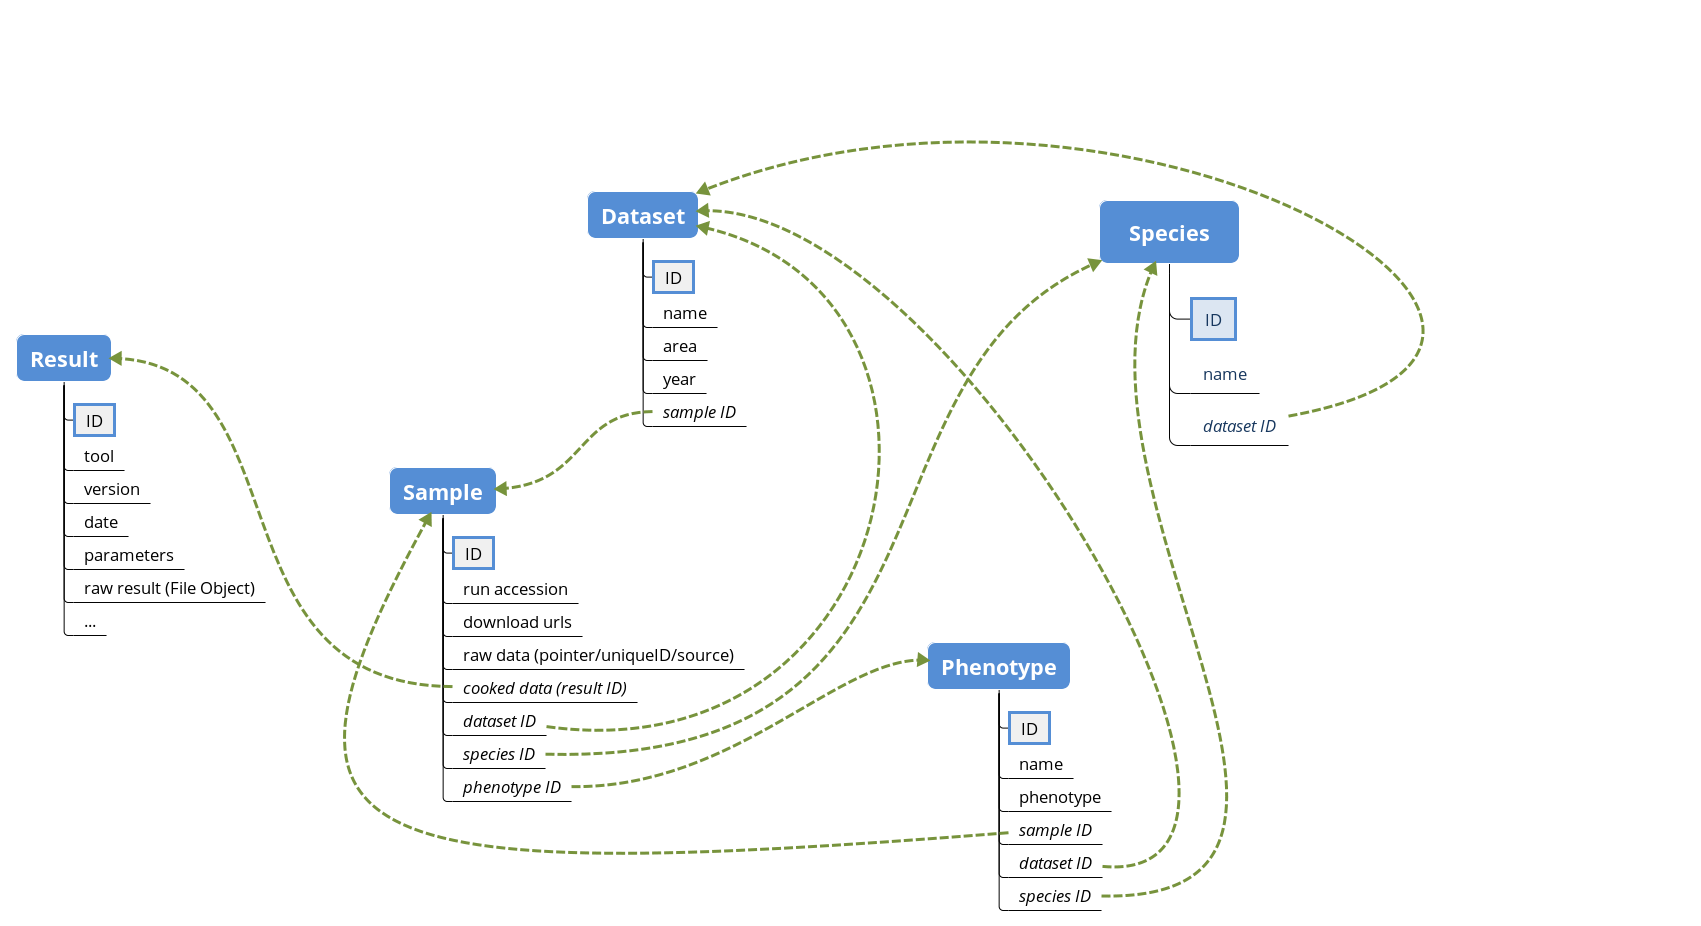 Dataset
ID
name
area
year
sample ID
Species
ID
name
dataset ID
Result
ID
tool
version
date
parameters
raw result (File Object)
...
Sample
ID
run accession
download urls
raw data (pointer/uniqueID/source)
cooked data (result ID)
dataset ID
species ID
phenotype ID
Phenotype
ID
name
phenotype
sample ID
dataset ID
species ID